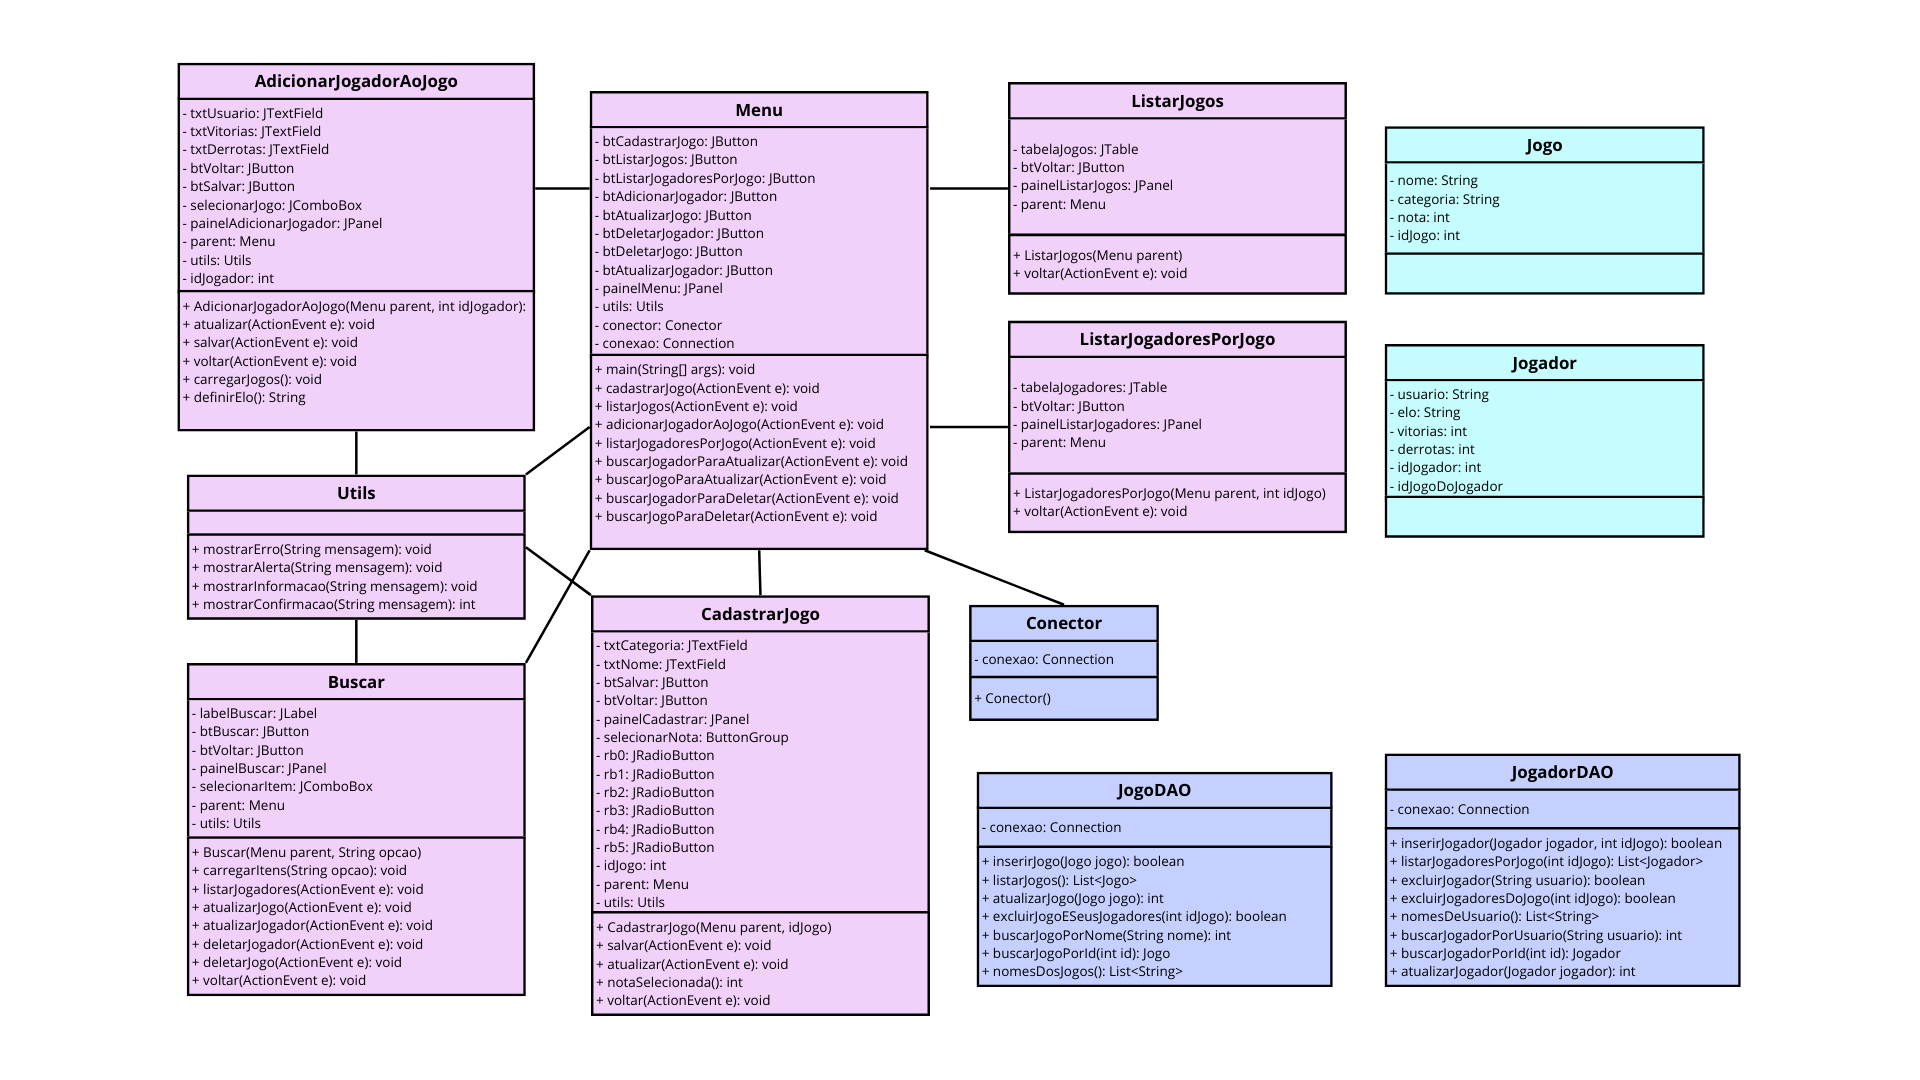 AdicionarJogadorAoJogo
- txtUsuario: JTextField
- txtVitorias: JTextField
- txtDerrotas: JTextField
- btVoltar: JButton
- btSalvar: JButton
- selecionarJogo: JComboBox
- painelAdicionarJogador: JPanel
- parent: Menu
- utils: Utils
- idJogador: int
+ AdicionarJogadorAoJogo(Menu parent, int idJogador):
+ atualizar(ActionEvent e): void
+ salvar(ActionEvent e): void
+ voltar(ActionEvent e): void
+ carregarJogos(): void
+ definirElo(): String
Utils
+ mostrarErro(String mensagem): void
+ mostrarAlerta(String mensagem): void
+ mostrarInformacao(String mensagem): void
+ mostrarConfirmacao(String mensagem): int
Buscar
- labelBuscar: JLabel
- btBuscar: JButton
- btVoltar: JButton
- painelBuscar: JPanel
- selecionarItem: JComboBox
- parent: Menu
- utils: Utils
+ Buscar(Menu parent, String opcao)
+ carregarItens(String opcao): void
+ listarJogadores(ActionEvent e): void
+ atualizarJogo(ActionEvent e): void
+ atualizarJogador(ActionEvent e): void
+ deletarJogador(ActionEvent e): void
+ deletarJogo(ActionEvent e): void
+ voltar(ActionEvent e): void
Menu
- btCadastrarJogo: JButton
- btListarJogos: JButton
- btListarJogadoresPorJogo: JButton
- btAdicionarJogador: JButton
- btAtualizarJogo: JButton
- btDeletarJogador: JButton
- btDeletarJogo: JButton
- btAtualizarJogador: JButton
- painelMenu: JPanel
- utils: Utils
- conector: Conector
- conexao: Connection
+ main(String[] args): void
+ cadastrarJogo(ActionEvent e): void
+ listarJogos(ActionEvent e): void
+ adicionarJogadorAoJogo(ActionEvent e): void
+ listarJogadoresPorJogo(ActionEvent e): void
+ buscarJogadorParaAtualizar(ActionEvent e): void
+ buscarJogoParaAtualizar(ActionEvent e): void
+ buscarJogadorParaDeletar(ActionEvent e): void
+ buscarJogoParaDeletar(ActionEvent e): void
CadastrarJogo
- txtCategoria: JTextField
- txtNome: JTextField
- btSalvar: JButton
- btVoltar: JButton
- painelCadastrar: JPanel
- selecionarNota: ButtonGroup
- rb0: JRadioButton
- rb1: JRadioButton
- rb2: JRadioButton
- rb3: JRadioButton
- rb4: JRadioButton
- rb5: JRadioButton
- idJogo: int
- parent: Menu
- utils: Utils
+ CadastrarJogo(Menu parent, idJogo)
+ salvar(ActionEvent e): void
+ atualizar(ActionEvent e): void
+ notaSelecionada(): int
+ voltar(ActionEvent e): void
ListarJogos
- tabelaJogos: JTable
- btVoltar: JButton
- painelListarJogos: JPanel
- parent: Menu
+ ListarJogos(Menu parent)
+ voltar(ActionEvent e): void
ListarJogadoresPorJogo
- tabelaJogadores: JTable
- btVoltar: JButton
- painelListarJogadores: JPanel
- parent: Menu
+ ListarJogadoresPorJogo(Menu parent, int idJogo)
+ voltar(ActionEvent e): void
Conector
- conexao: Connection
+ Conector()
JogoDAO
- conexao: Connection
+ inserirJogo(Jogo jogo): boolean
+ listarJogos(): List<Jogo>
+ atualizarJogo(Jogo jogo): int
+ excluirJogoESeusJogadores(int idJogo): boolean
+ buscarJogoPorNome(String nome): int
+ buscarJogoPorId(int id): Jogo
+ nomesDosJogos(): List<String>
Jogo
- nome: String
- categoria: String
- nota: int
- idJogo: int
Jogador
- usuario: String
- elo: String
- vitorias: int
- derrotas: int
- idJogador: int
- idJogoDoJogador
JogadorDAO
- conexao: Connection
+ inserirJogador(Jogador jogador, int idJogo): boolean
+ listarJogadoresPorJogo(int idJogo): List<Jogador>
+ excluirJogador(String usuario): boolean
+ excluirJogadoresDoJogo(int idJogo): boolean
+ nomesDeUsuario(): List<String>
+ buscarJogadorPorUsuario(String usuario): int
+ buscarJogadorPorId(int id): Jogador
+ atualizarJogador(Jogador jogador): int